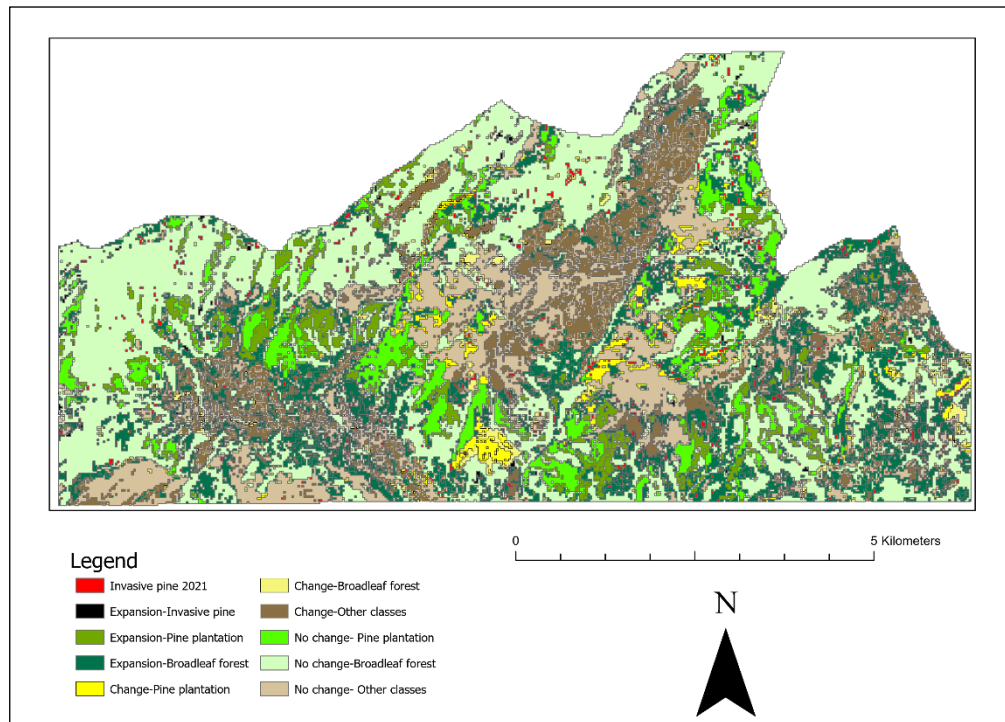 0
5 Kilometers
Legend
Invasive pine 2021
Expansion-Invasive pine
Expansion-Pine plantation
Expansion-Broadleaf forest
Change-Pine plantation
Change-Broadleaf forest
Change-Other classes
No change- Pine plantation
No change-Broadleaf forest
No change- Other classes
N